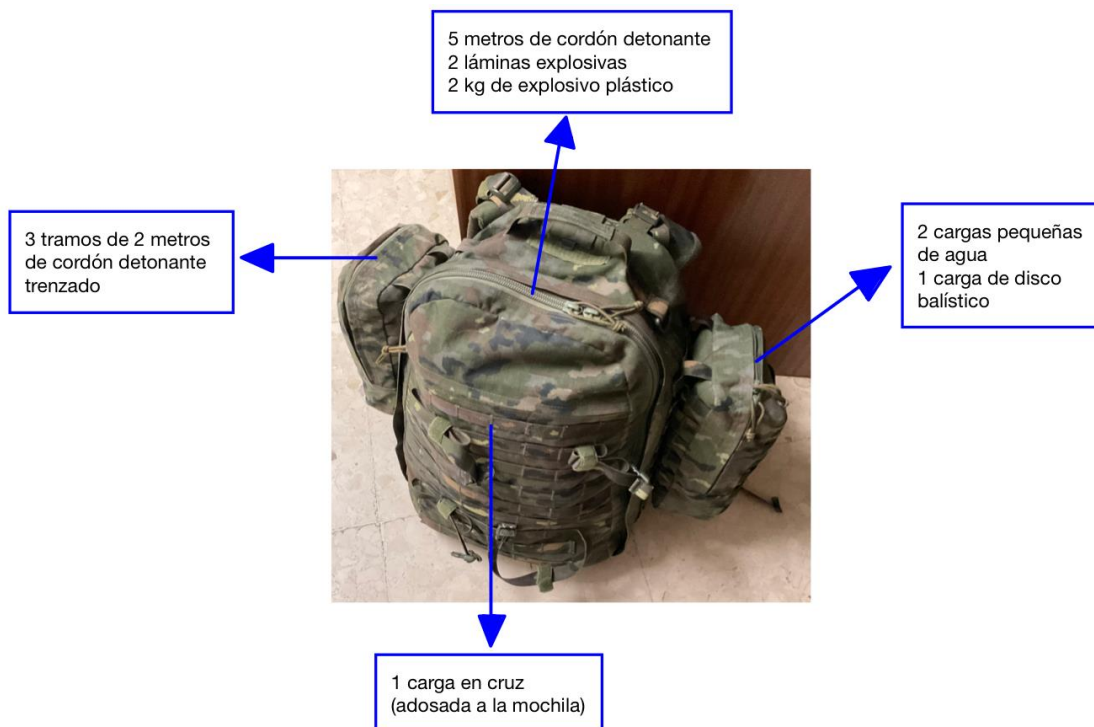 5 metros de cordón detonante
2 láminas explosivas
2 kg de explosivo plástico
3 tramos de 2 metros
de cordón detonante
trenzado
2 cargas pequeñas
de agua
1 carga de disco
balístico
1 carga en cruz
(adosada a la mochila)